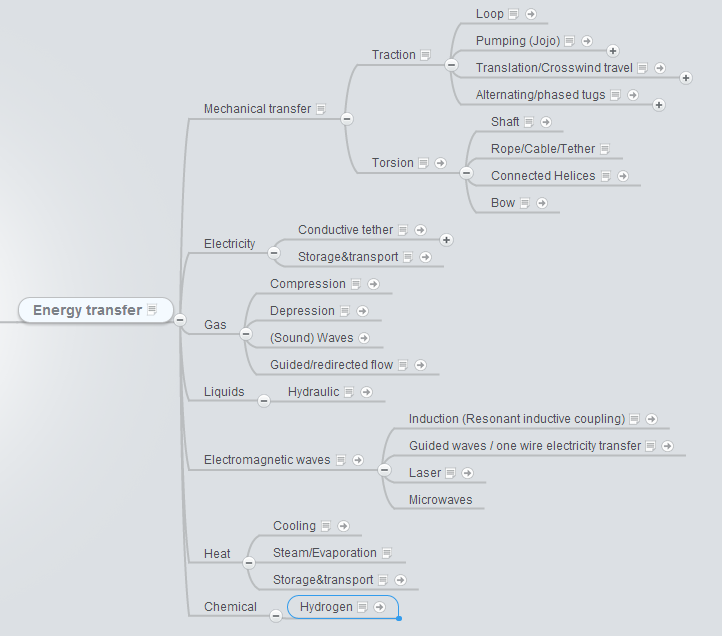 Energy transfer
Mechanical transfer
Traction
Loop
Pumping (Jojo)
Translation/Crosswind travel
Alternating/phased tugs
Torsion
Shaft
Rope/Cable/Tether
Connected Helices
Bow
Electricity
Conductive tether
Storage&transport
Gas
Compression
Depression
(Sound) Waves
Guided/redirected flow
Liquids
Hydraulic
Electromagnetic waves
Induction (Resonant inductive coupling)
Guided waves / one wire electricity transfer
Laser
Microwaves
Heat
Cooling
Steam/Evaporation
Storage&transport
Chemical
Hydrogen